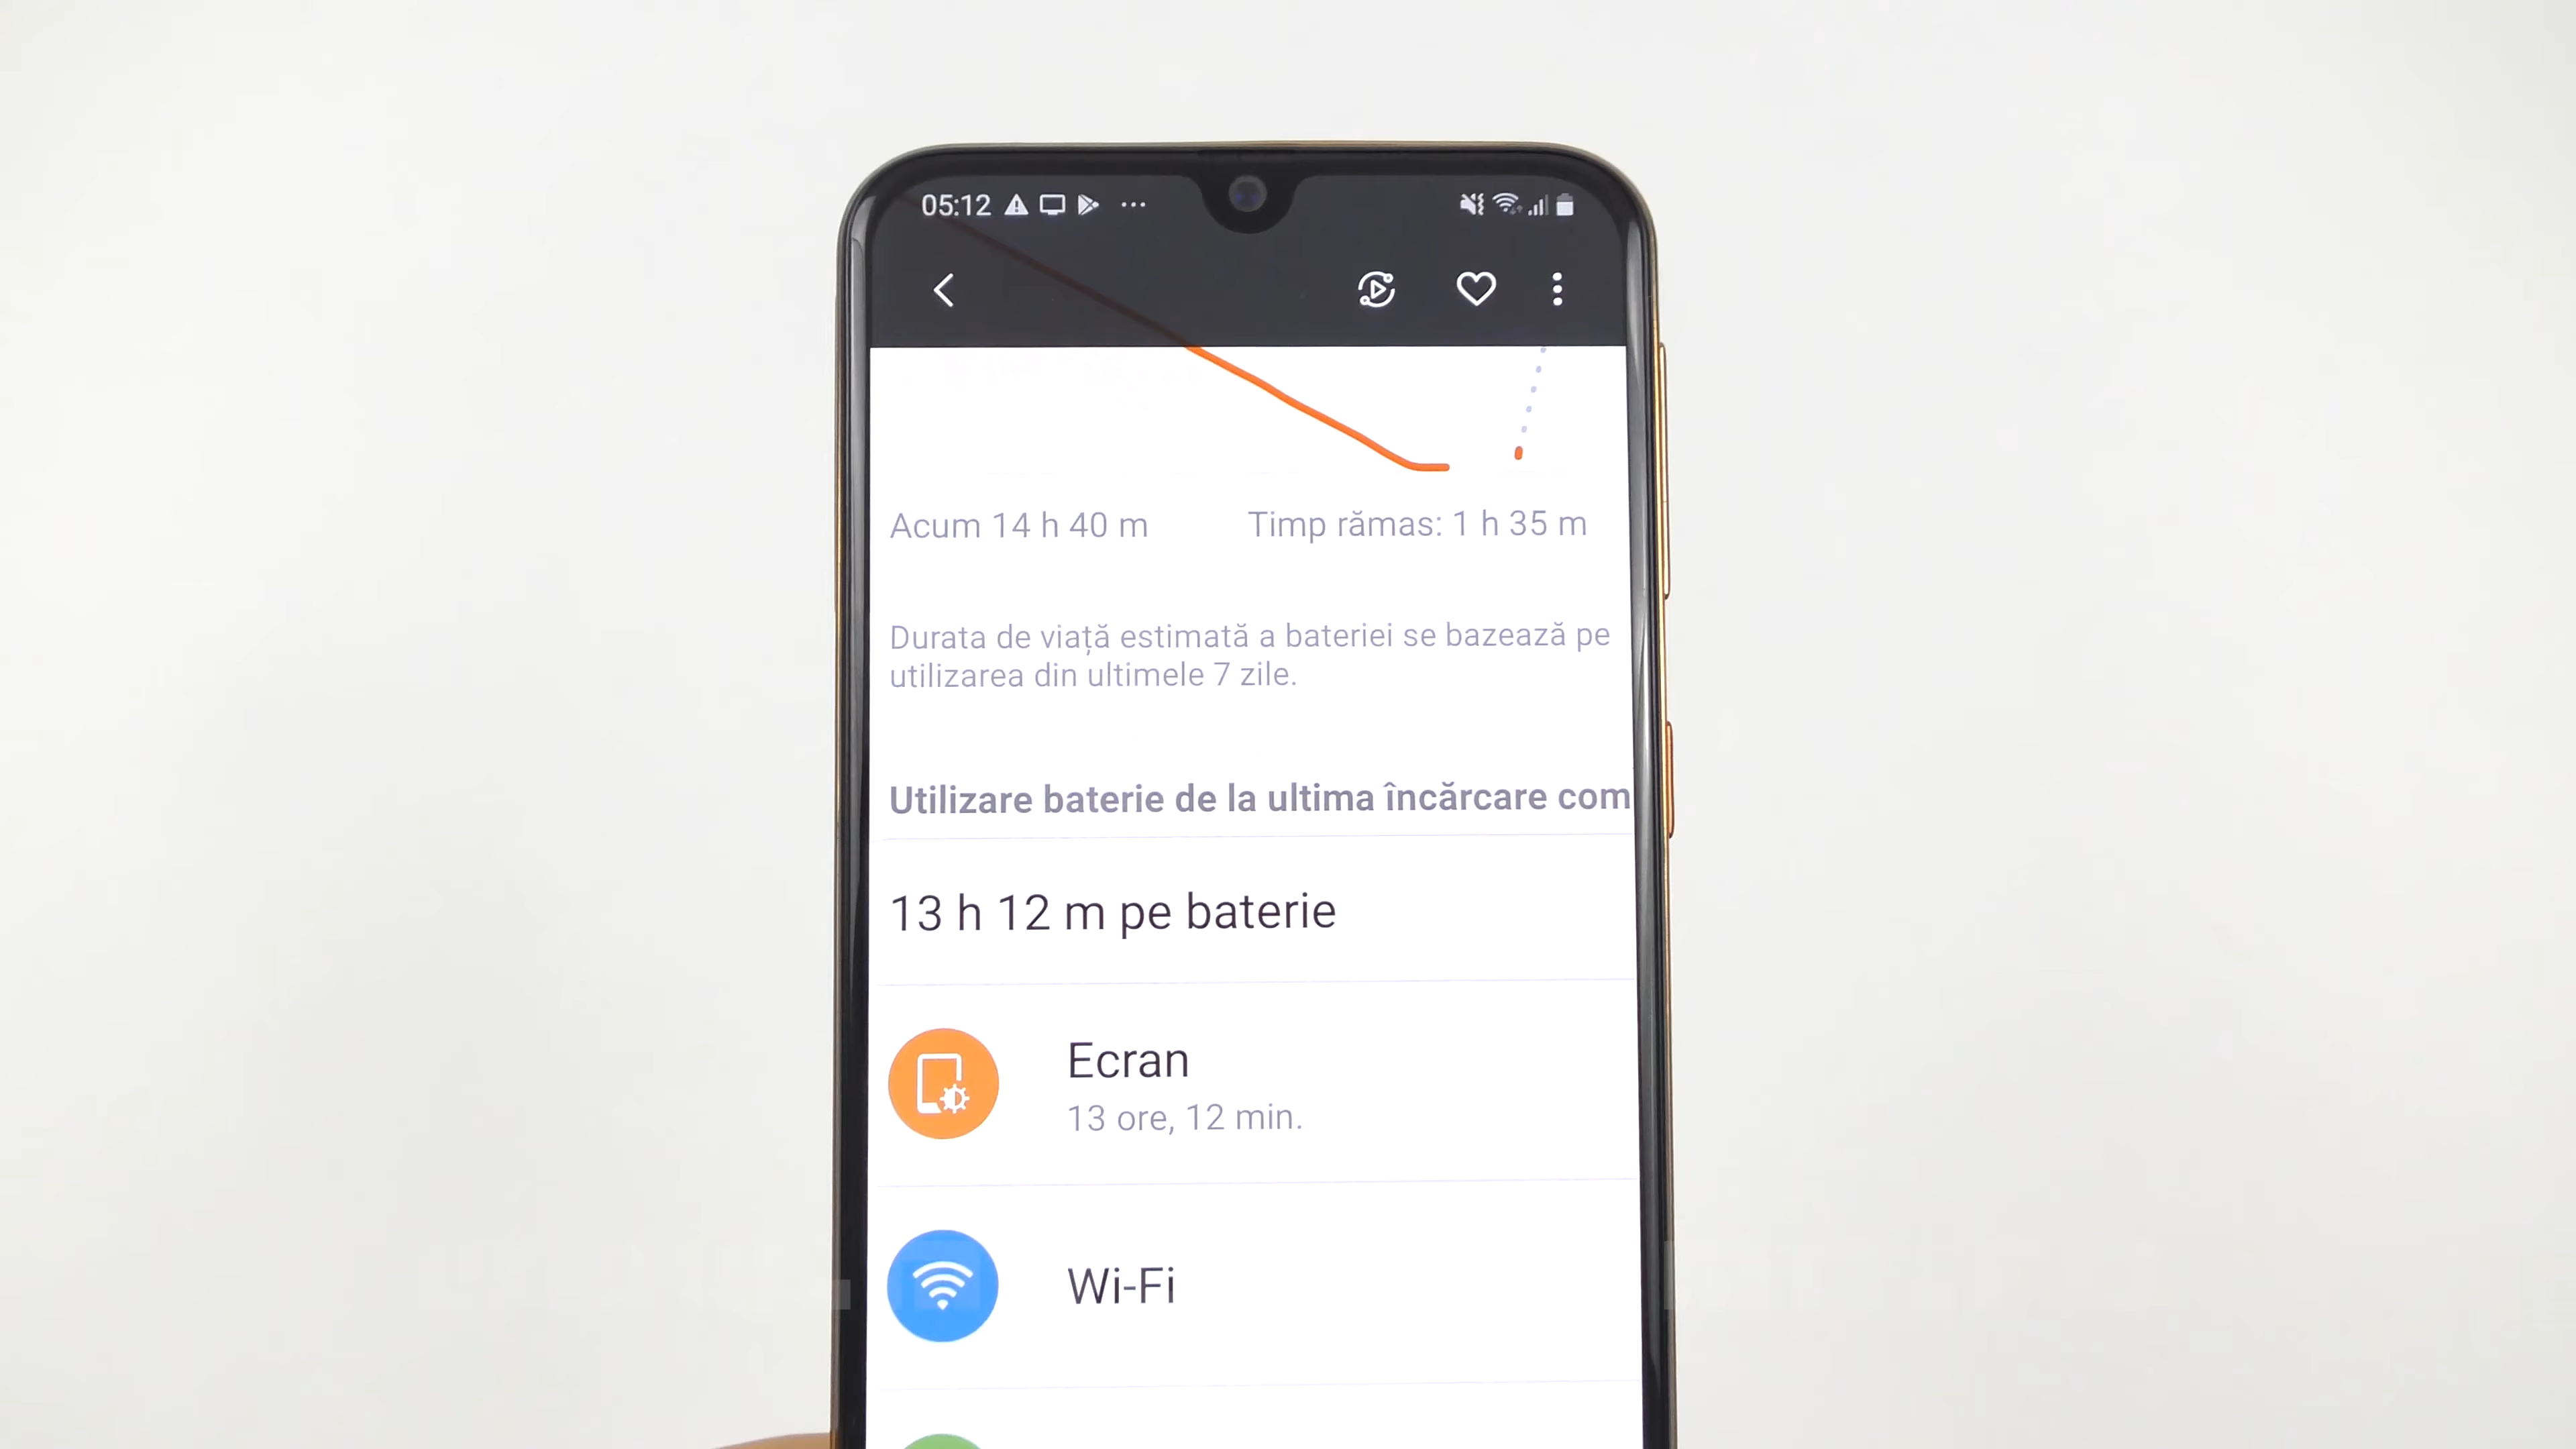 05:12
Acum 14 h 40 m
Timp rămas: 1 h 35 m
Durata de viață estimată a bateriei se bazează pe
utilizarea din ultimele 7 zile.
Utilizare baterie de la ultima încărcare com
13 h 12 m pe baterie
Ecran
13 ore, 12 min.
Wi-Fi